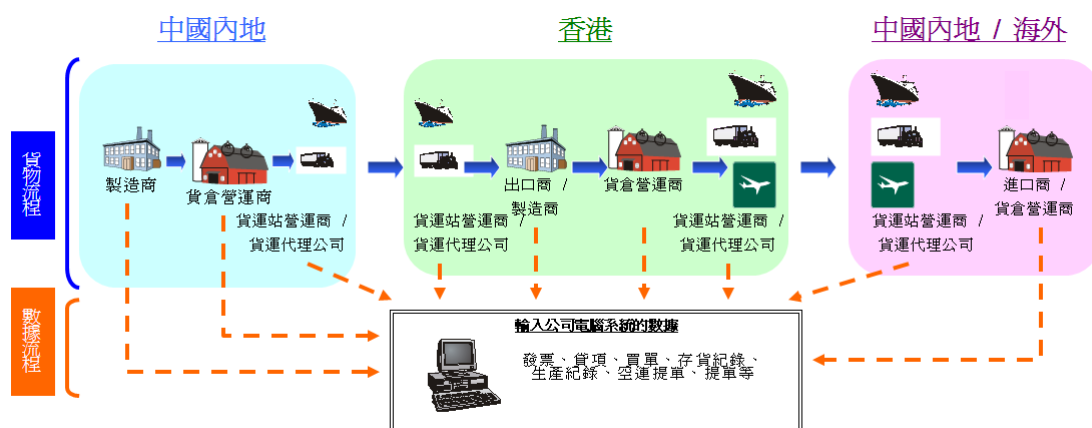 中國內地
香港
中國內地 / 海外
貨物流程
製造商
貨倉營運商
貨運站營運商 /
貨運代理公司
貨運站營運商 /
貨運代理公司
出口商 /
製造商
貨倉營運商
貨運站營運商 /
貨運代理公司
貨運站營運商 /
貨運代理公司
進口商 /
貨倉營運商
數據流程
輸入公司電腦系統的數據
發票、貸項、買單、存貨紀錄、
生產紀錄、空運提單、提單等